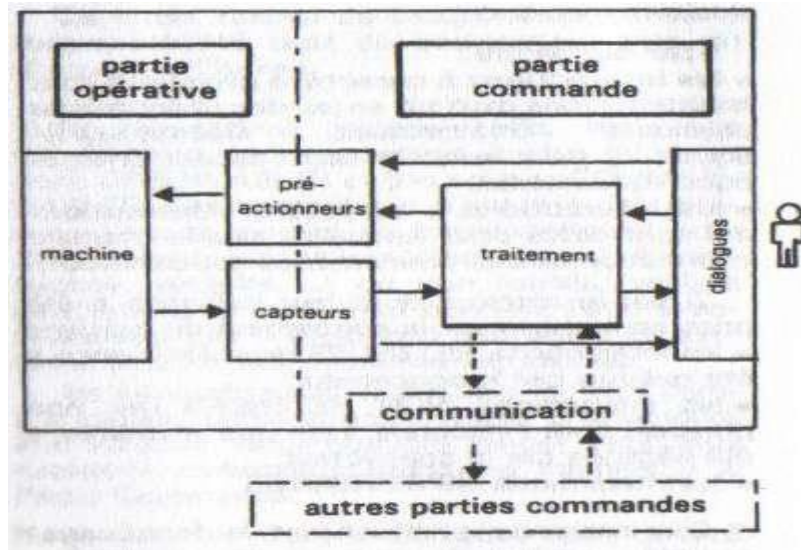 partie
opérative
partie
commande
pré-
actionneurs
machine
traitement
dialogues
capteurs
communication
autres parties commandes